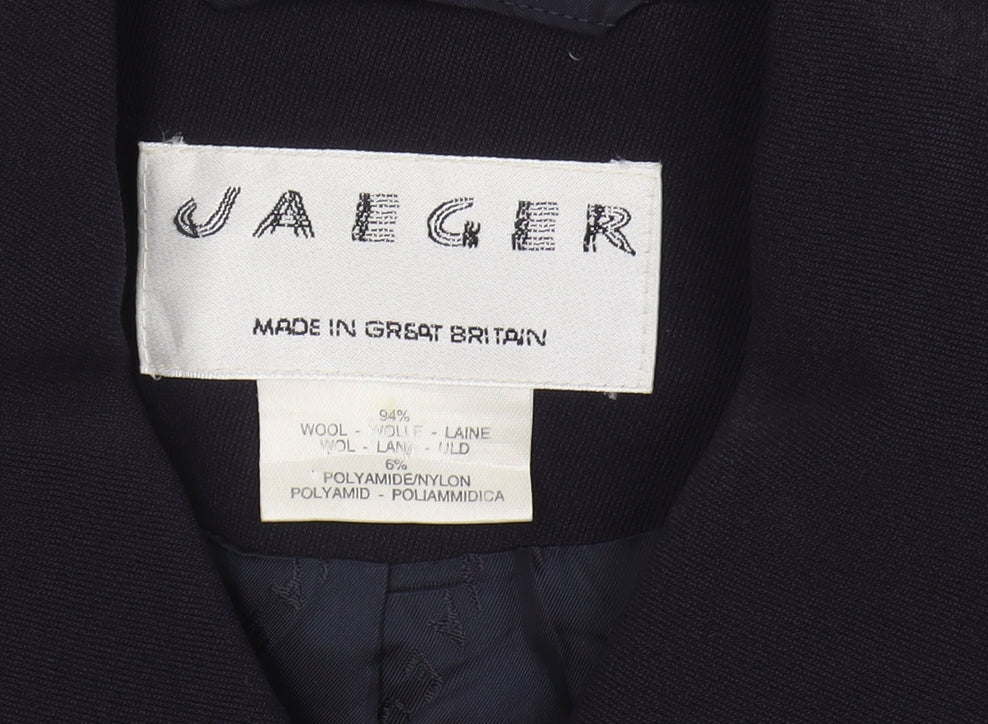 JAEGER
MADE IN GREAT BRITAIN
94%
WOOL - WOLLE - LAINE
WOL - LANA - ULD
6%
POLYAMIDE/NYLON
POLYAMID - POLIAMMIDICA